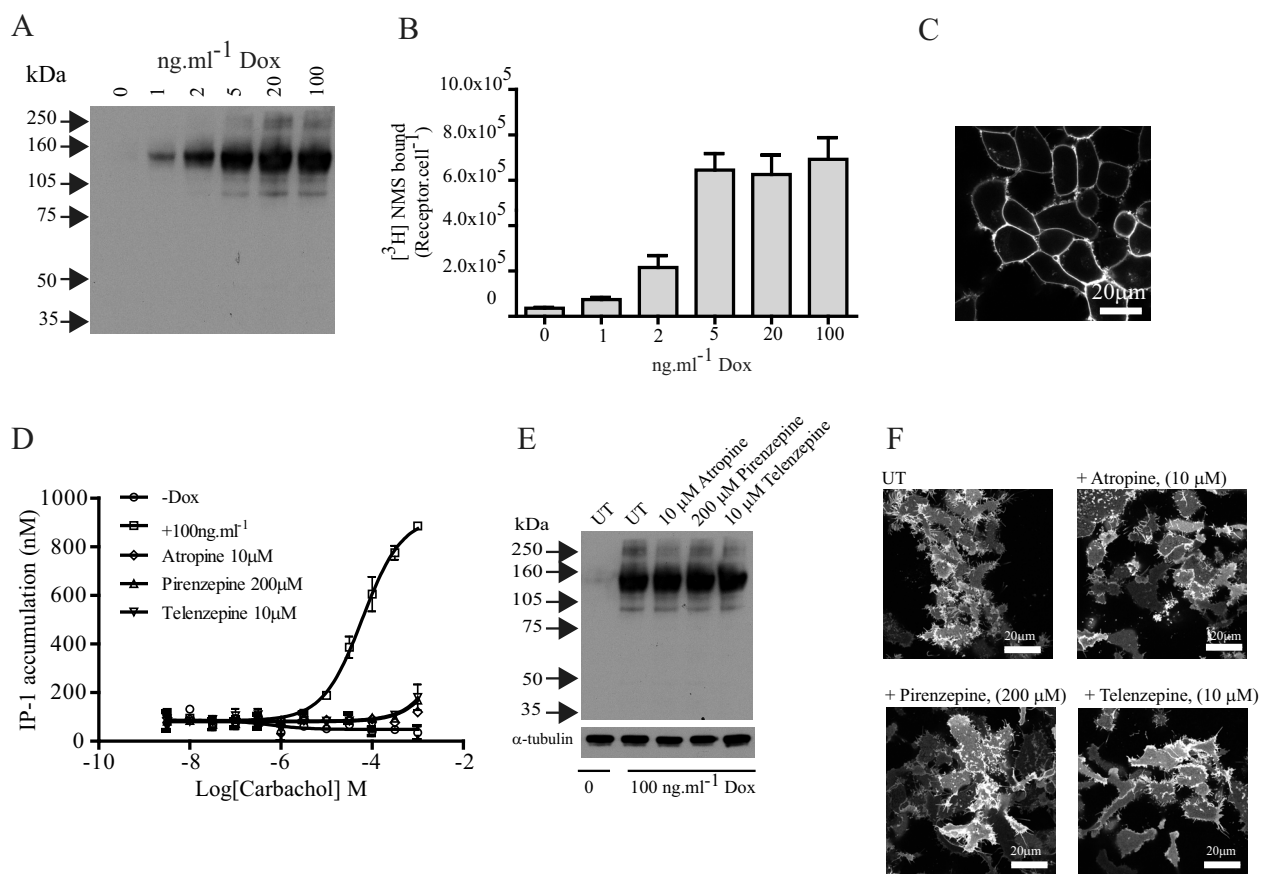 A
kDa
ng.ml-1 Dox
0 1 2 5 20 100
250
160
105
75
50
35
B
[3H] NMS bound
(Receptor.cell-1)
10.0x10^5
8.0x10^5
6.0x10^5
4.0x10^5
2.0x10^5
0
0 1 2 5 20 100
ng.ml-1 Dox
C
20μm
D
IP-1 accumulation (nM)
1000
800
600
400
200
0
-Dox
+100ng.ml-1
Atropine 10μM
Pirenzepine 200μM
Telenzepine 10μM
-10 -8 -6 -4 -2
Log[Carbachol] M
E
kDa
UT
UT
10 μM Atropine
200 μM Pirenzepine
10 μM Telenzepine
250
160
105
75
50
35
α-tubulin
0 100 ng.ml-1 Dox
F
UT
20μm
+ Atropine, (10 μM)
20μm
+ Pirenzepine, (200 μM)
20μm
+ Telenzepine, (10 μM)
20μm